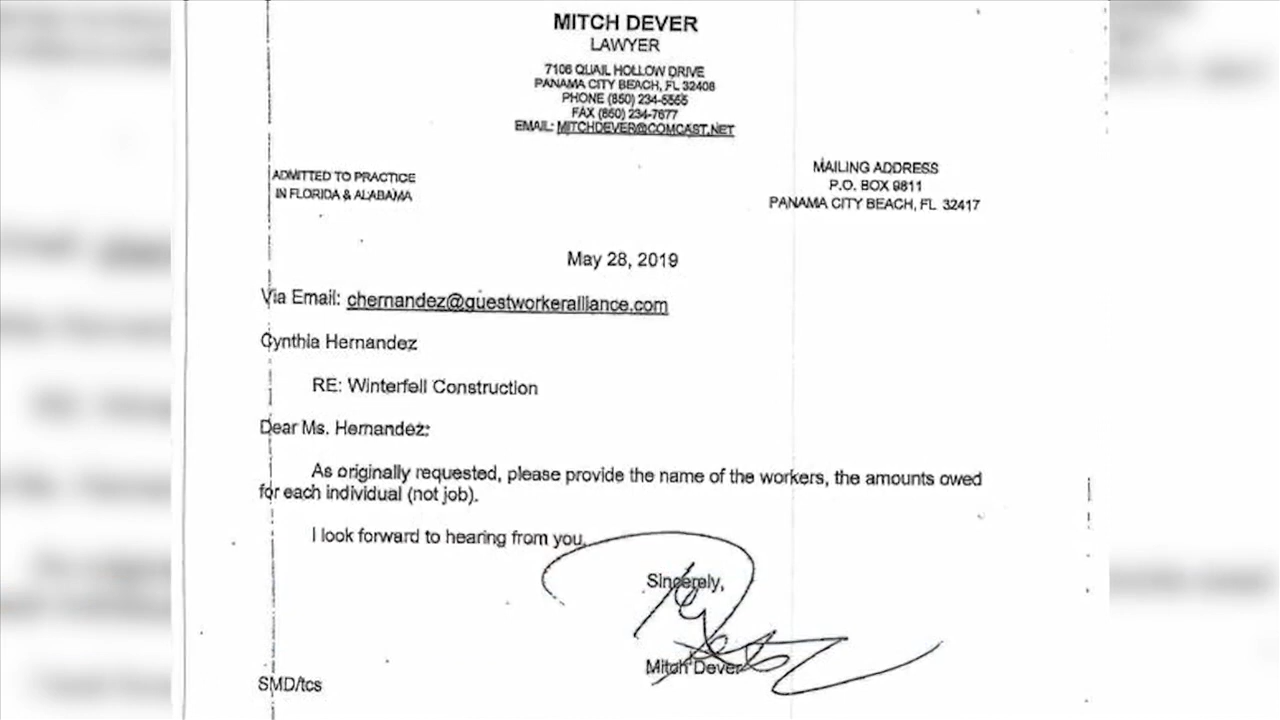 MITCH DEVER
LAWYER
7106 QUAIL HOLLOW DRIVE
PANAMA CITY BEACH, FL 32408
PHONE (850) 234-5555
FAX (850) 234-7677
EMAIL: MITCHDEVER@COMCAST.NET
ADMITTED TO PRACTICE
IN FLORIDA & ALABAMA
MAILING ADDRESS
P.O. BOX 9811
PANAMA CITY BEACH, FL 32417
May 28, 2019
Via Email: chernandez@guestworkeralliance.com
Cynthia Hernandez
RE: Winterfell Construction
Dear Ms. Hernandez:
As originally requested, please provide the name of the workers, the amounts owed
for each individual (not job).
I look forward to hearing from you.
Sincerely,
Mitch Dever
SMD/tcs